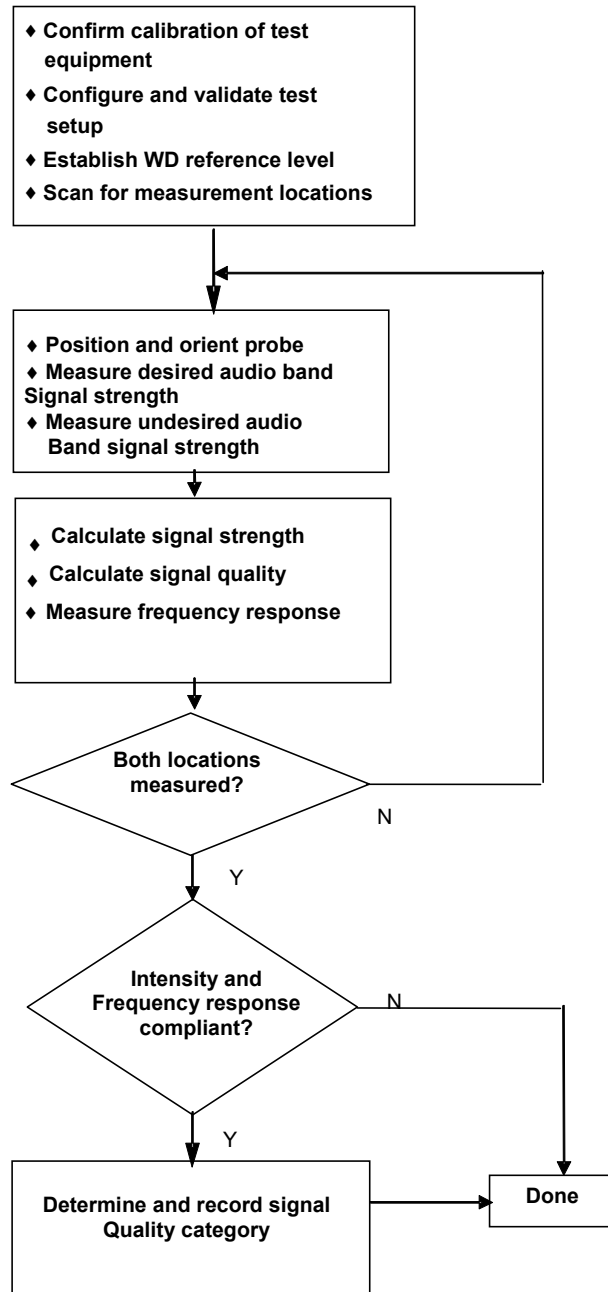 ♦ Confirm calibration of test
equipment
♦ Configure and validate test
setup
♦ Establish WD reference level
♦ Scan for measurement locations
♦ Position and orient probe
♦ Measure desired audio band
Signal strength
♦ Measure undesired audio
Band signal strength
♦ Calculate signal strength
♦ Calculate signal quality
♦ Measure frequency response
Both locations
measured?
N
Y
Intensity and
Frequency response
compliant?
N
Y
Determine and record signal
Quality category
Done